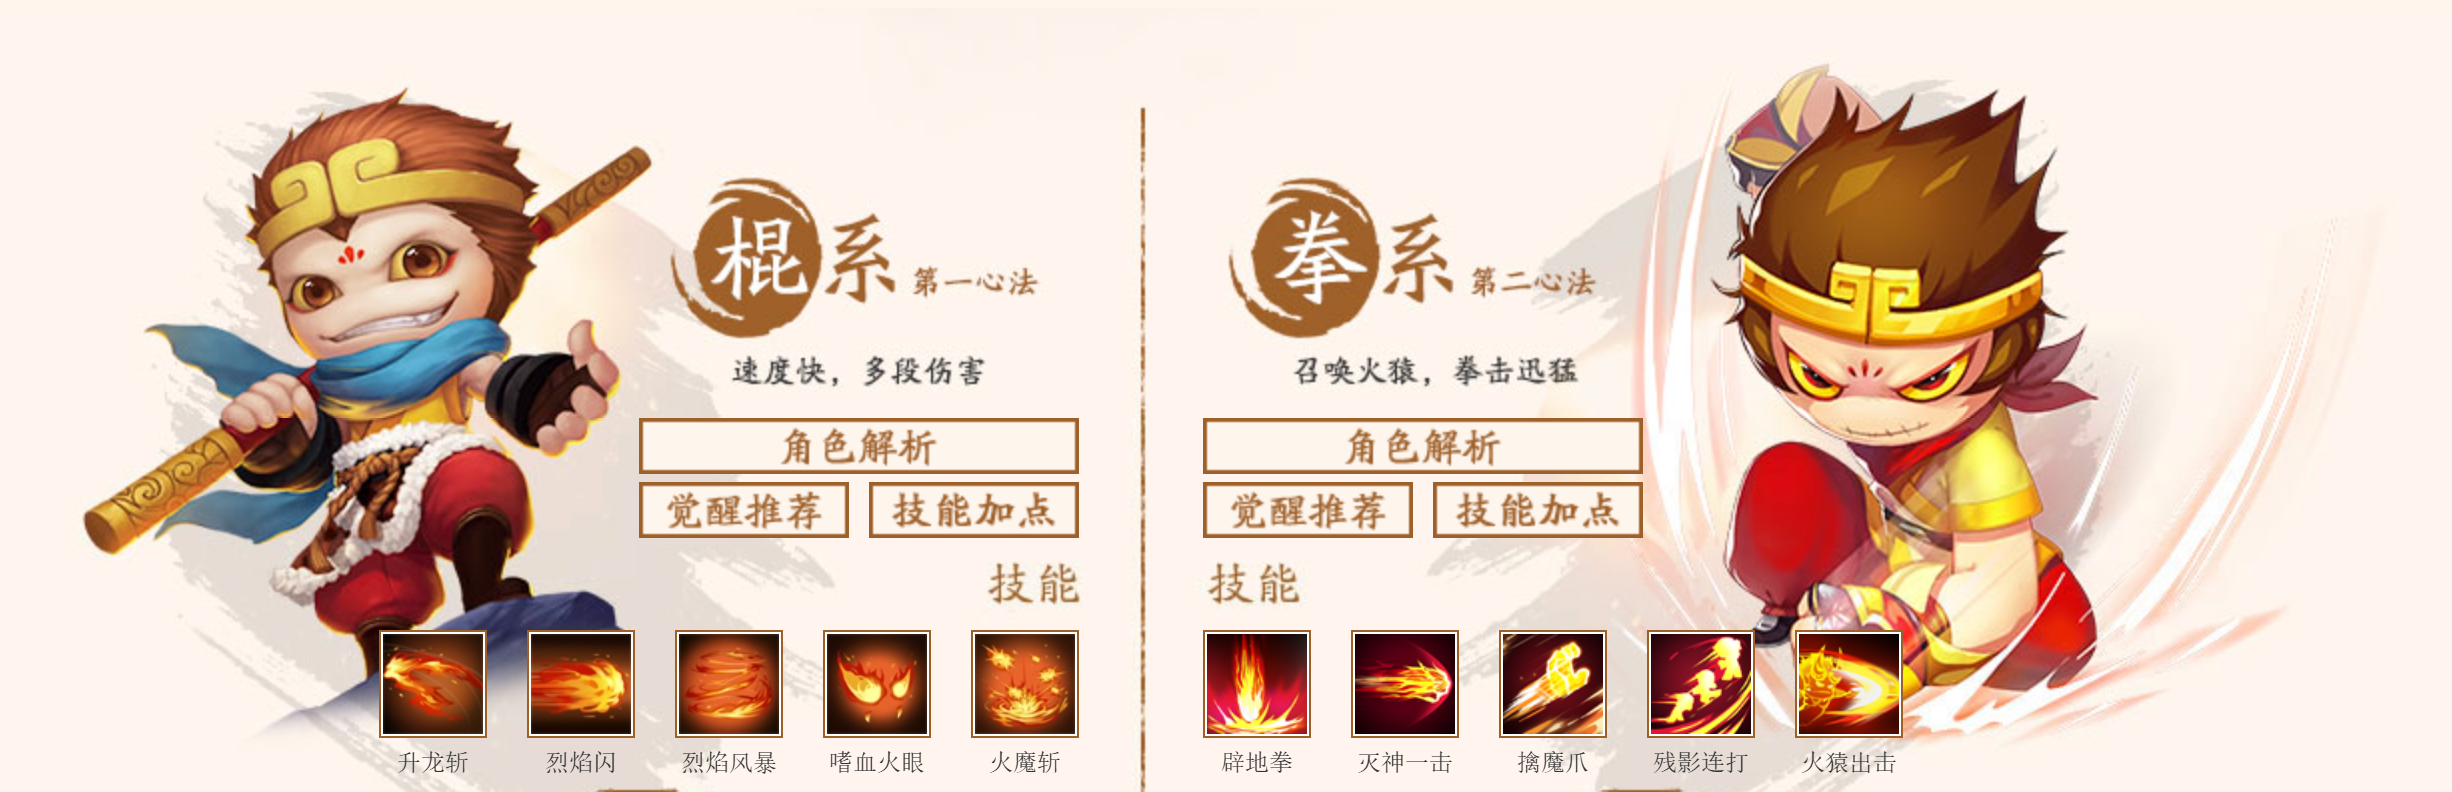 棍系 第一心法
速度快，多段伤害
角色解析
觉醒推荐 技能加点
技能
升龙斩 烈焰闪 烈焰风暴 嗜血火眼 火魔斩
拳系 第二心法
召唤火猿，拳击迅猛
角色解析
觉醒推荐 技能加点
技能
辟地拳 灭神一击 擒魔爪 残影连打 火猿出击